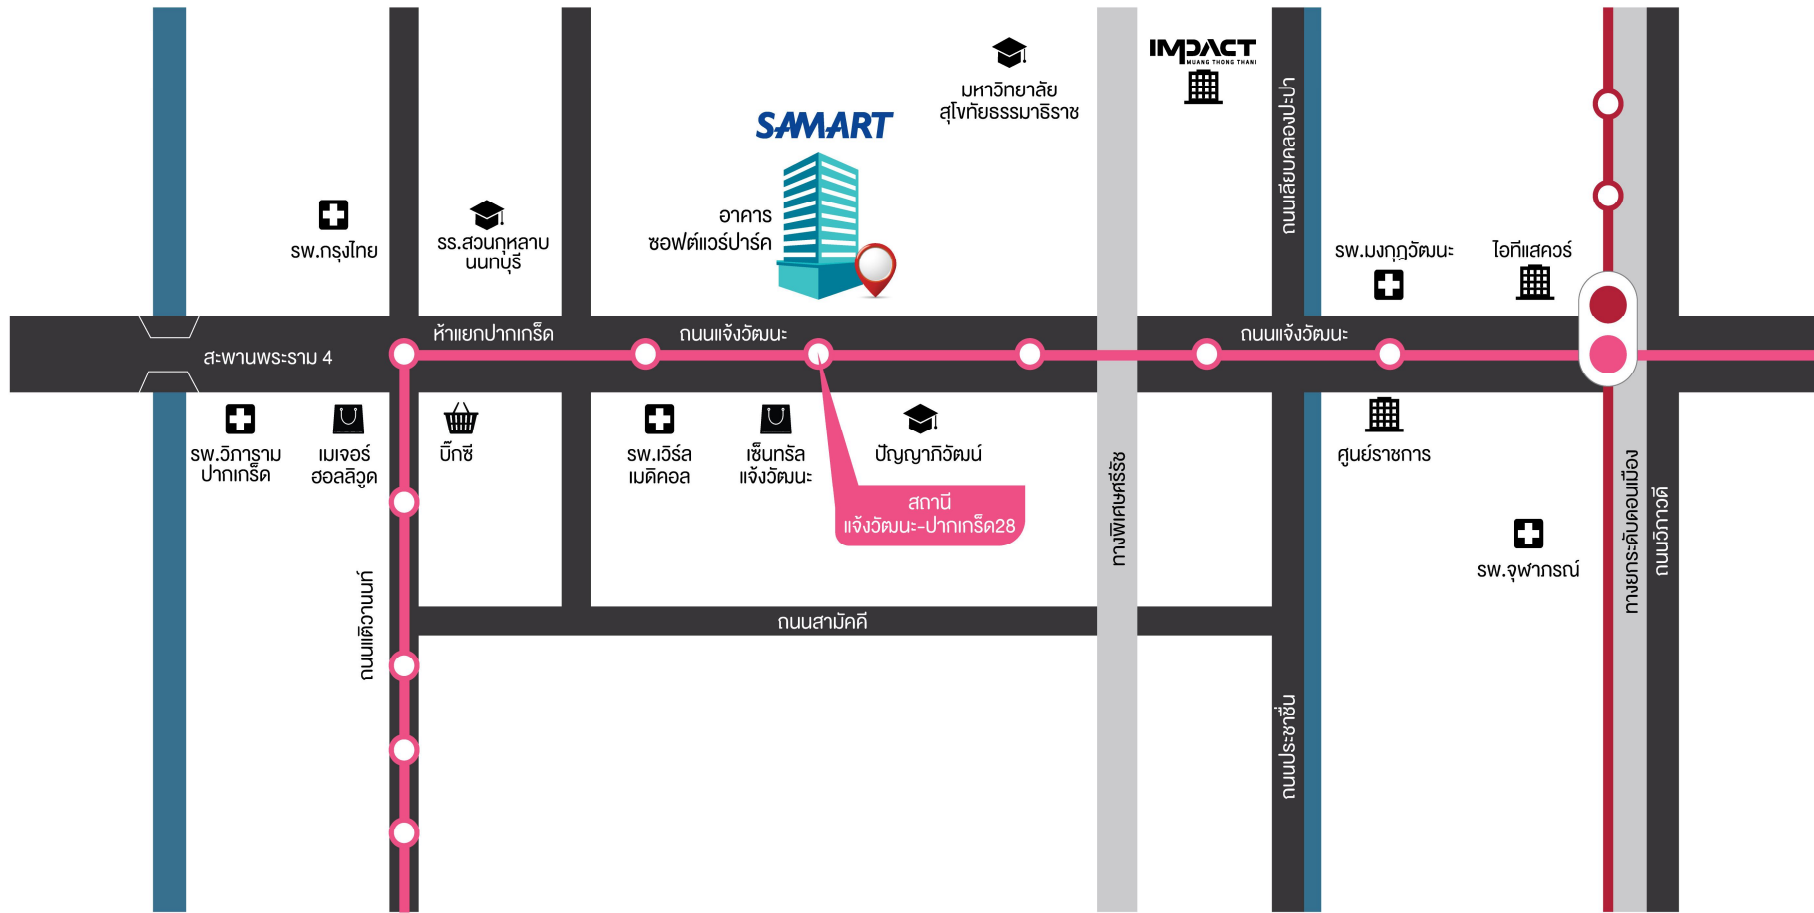 IMPACT
MUANG THONG THANI
มหาวิทยาลัย
สุโขทัยธรรมาธิราช
SAMART
อาคาร
ซอฟต์แวร์ปาร์ค
ถนนเลียบคลองปะปา
รพ.กรุงไทย
รร.สวนกุหลาบ
นนทบุรี
รพ.มงกุฎวัฒนะ
ไอทีแสควร์
ห้าแยกปากเกร็ด
ถนนแจ้งวัฒนะ
ถนนแจ้งวัฒนะ
สะพานพระราม 4
รพ.วิภาราม
ปากเกร็ด
เมเจอร์
ฮอลลิวูด
บิ๊กซี
รพ.เวิร์ล
เมดิคอล
เซ็นทรัล
แจ้งวัฒนะ
ปัญญาภิวัฒน์
ศูนย์ราชการ
สถานี
แจ้งวัฒนะ-ปากเกร็ด28
ทางพิเศษศรีรัช
ทางยกระดับดอนเมือง
ถนนวิภาวดี
รพ.จุฬาภรณ์
ถนนติวานนท์
ถนนสามัคคี
ถนนประชาชื่น